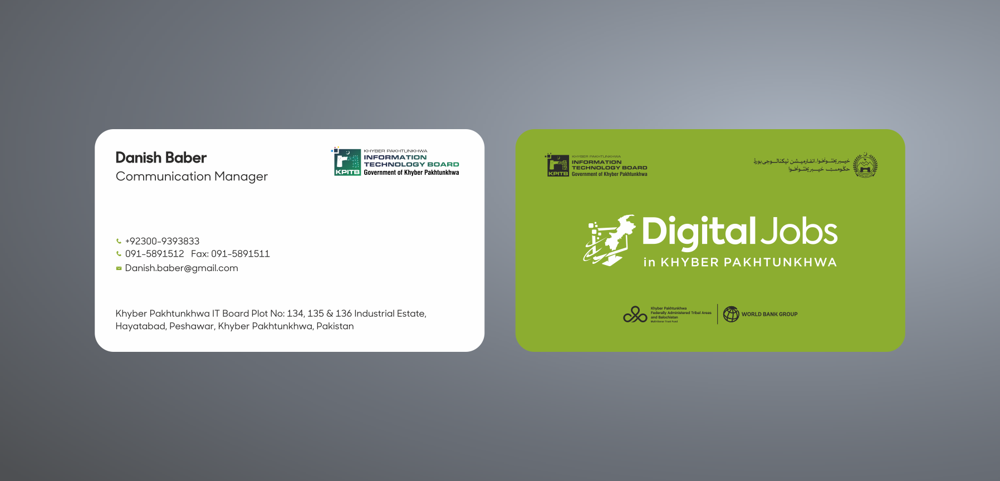 Danish Baber
Communication Manager
KHYBER PAKHTUNKHWA
INFORMATION
TECHNOLOGY BOARD
KPITB
Government of Khyber Pakhtunkhwa
+92300-9393833
091-5891512 Fax: 091-5891511
Danish.baber@gmail.com
Khyber Pakhtunkhwa IT Board Plot No: 134, 135 & 136 Industrial Estate,
Hayatabad, Peshawar, Khyber Pakhtunkhwa, Pakistan
KHYBER PAKHTUNKHWA
INFORMATION
TECHNOLOGY BOARD
KPITB
Government of Khyber Pakhtunkhwa
خیبر پختونخوا، انفارمیشن ٹیکنالوجی بورڈ
حکومت خیبر پختونخوا
Digital Jobs
in KHYBER PAKHTUNKHWA
Khyber Pakhtunkhwa
Federally Administered Tribal Areas
and Balochistan
Multi-Donor Trust Fund
WORLD BANK GROUP